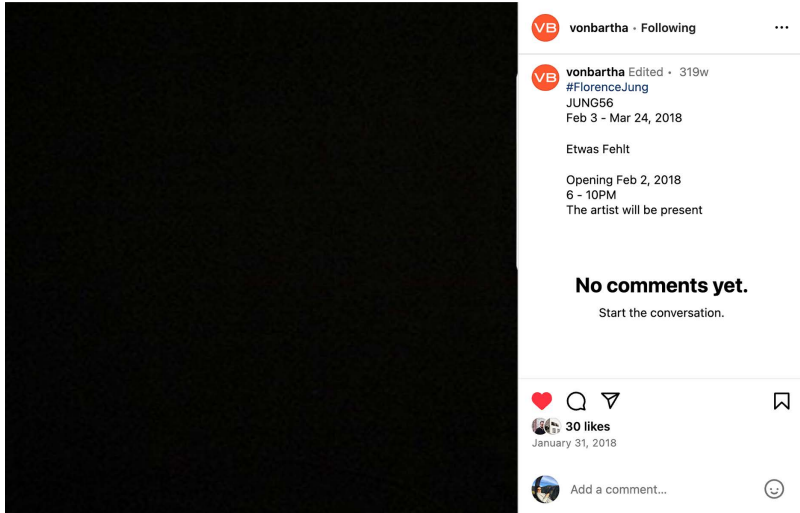 VB vonbartha • Following ...
VB vonbartha Edited • 319w
#FlorenceJung
JUNG56
Feb 3 - Mar 24, 2018
Etwas Fehlt
Opening Feb 2, 2018
6 - 10PM
The artist will be present
No comments yet.
Start the conversation.
30 likes
January 31, 2018
Add a comment...